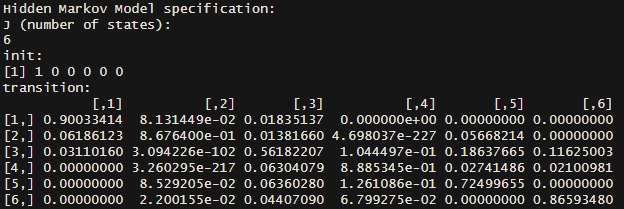 Hidden Markov Model specification:
J (number of states):
6
init:
[1] 1 0 0 0 0 0
transition:
[,1] [,2] [,3] [,4] [,5] [,6]
[1,] 0.90033414 8.131449e-02 0.01835137 0.000000e+00 0.00000000 0.00000000
[2,] 0.06186123 8.676400e-01 0.01381660 4.698037e-227 0.05668214 0.00000000
[3,] 0.03110160 3.094226e-102 0.56182207 1.044497e-01 0.18637665 0.11625003
[4,] 0.00000000 3.260295e-217 0.06304079 8.885345e-01 0.02741486 0.02100981
[5,] 0.00000000 8.529205e-02 0.06360280 1.261086e-01 0.72499655 0.00000000
[6,] 0.00000000 2.200155e-02 0.04407090 6.799275e-02 0.00000000 0.86593480